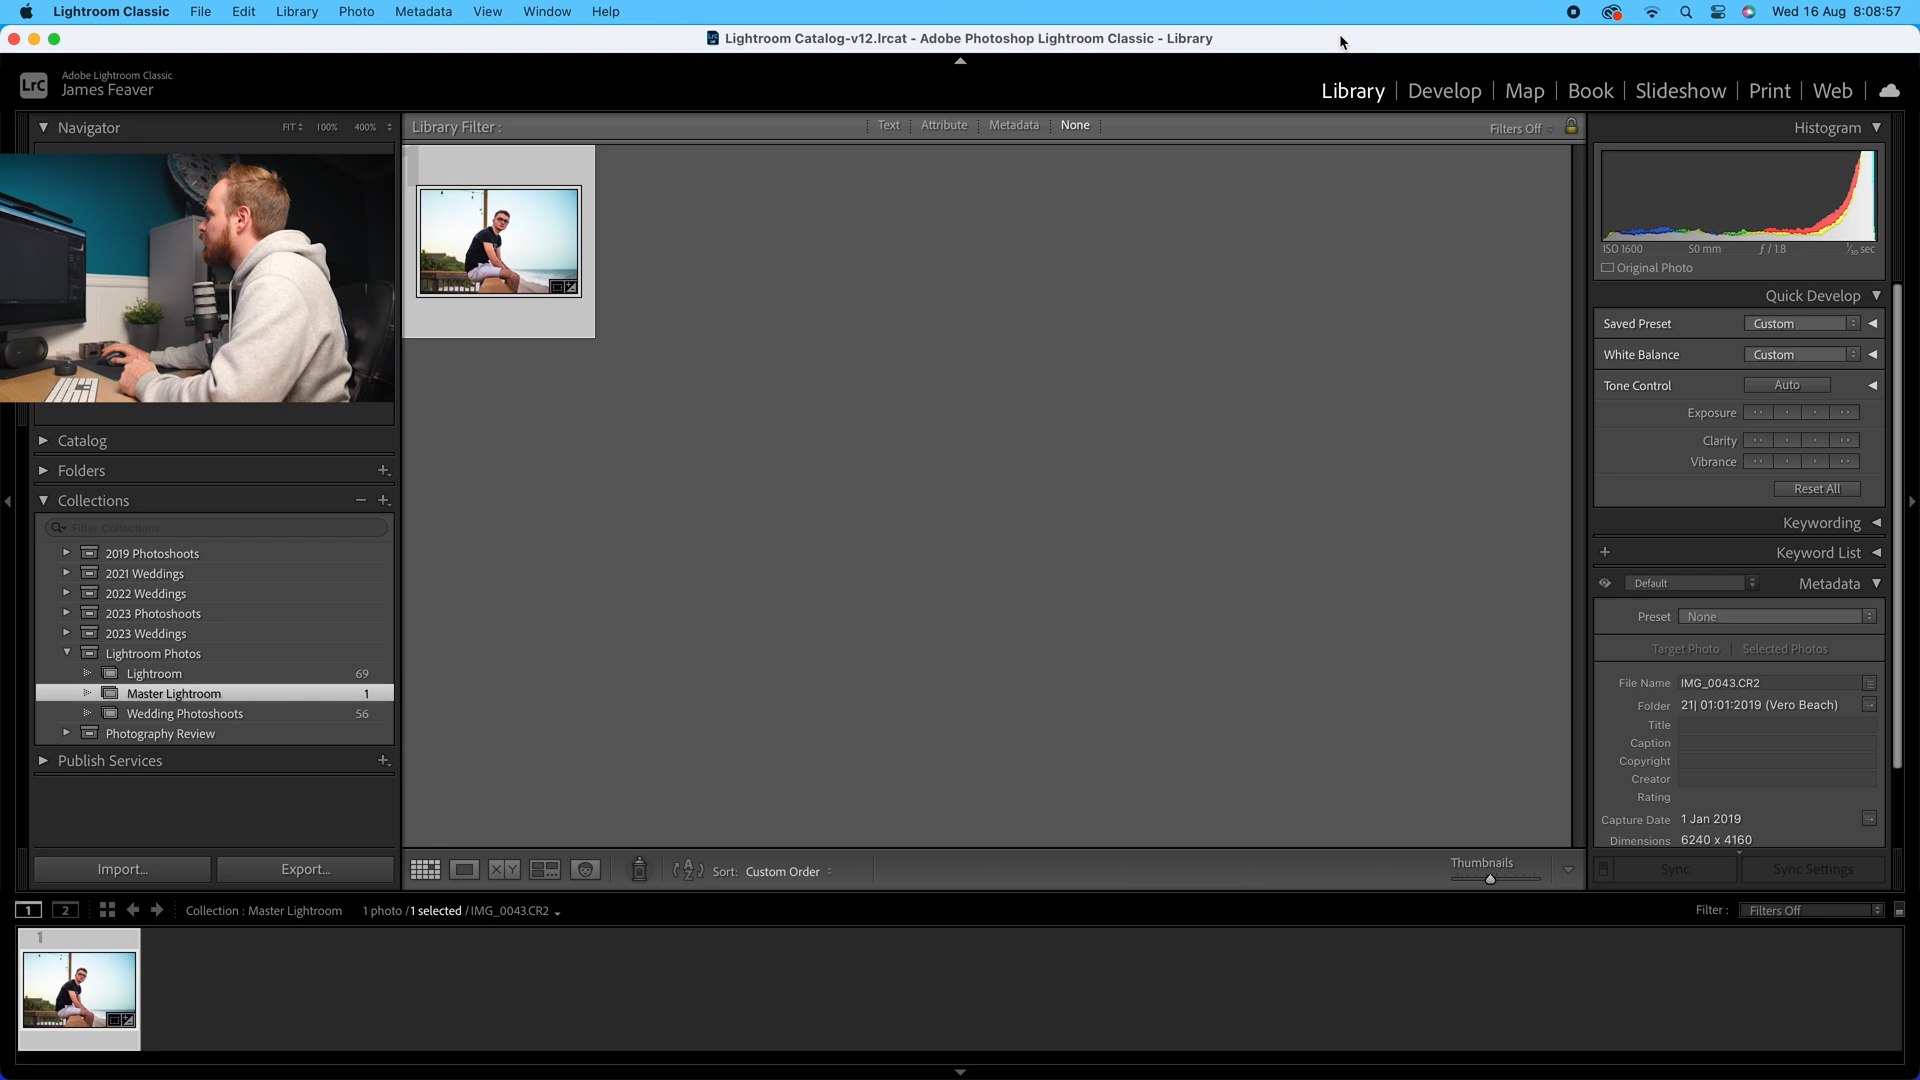 Lightroom Classic File Edit Library Photo Metadata View Window Help Wed 16 Aug 8:08:57
Lightroom Catalog-v12.lrcat - Adobe Photoshop Lightroom Classic - Library
LrC
Adobe Lightroom Classic
James Feaver
Library | Develop | Map | Book | Slideshow | Print | Web
Navigator FIT 100% 400%
Library Filter : Text Attribute Metadata None Filters Off
Histogram
ISO 1600 50 mm ƒ / 1.8 1/30 sec
Original Photo
Quick Develop
Saved Preset Custom
White Balance Custom
Tone Control Auto
Exposure
Clarity
Vibrance
Reset All
Catalog
Folders
Collections
Filter Collections
2019 Photoshoots
2021 Weddings
2022 Weddings
2023 Photoshoots
2023 Weddings
Lightroom Photos
Lightroom 69
Master Lightroom 1
Wedding Photoshoots 56
Photography Review
Publish Services
Keywording
Keyword List
Default Metadata
Preset None
Target Photo Selected Photos
File Name IMG_0043.CR2
Folder 21| 01:01:2019 (Vero Beach)
Title
Caption
Copyright
Creator
Rating
Capture Date 1 Jan 2019
Dimensions 6240 x 4160
Import... Export...
X Y
Sort: Custom Order
Thumbnails
Sync Sync Settings
1 2 Collection : Master Lightroom 1 photo / 1 selected / IMG_0043.CR2
Filter : Filters Off
1